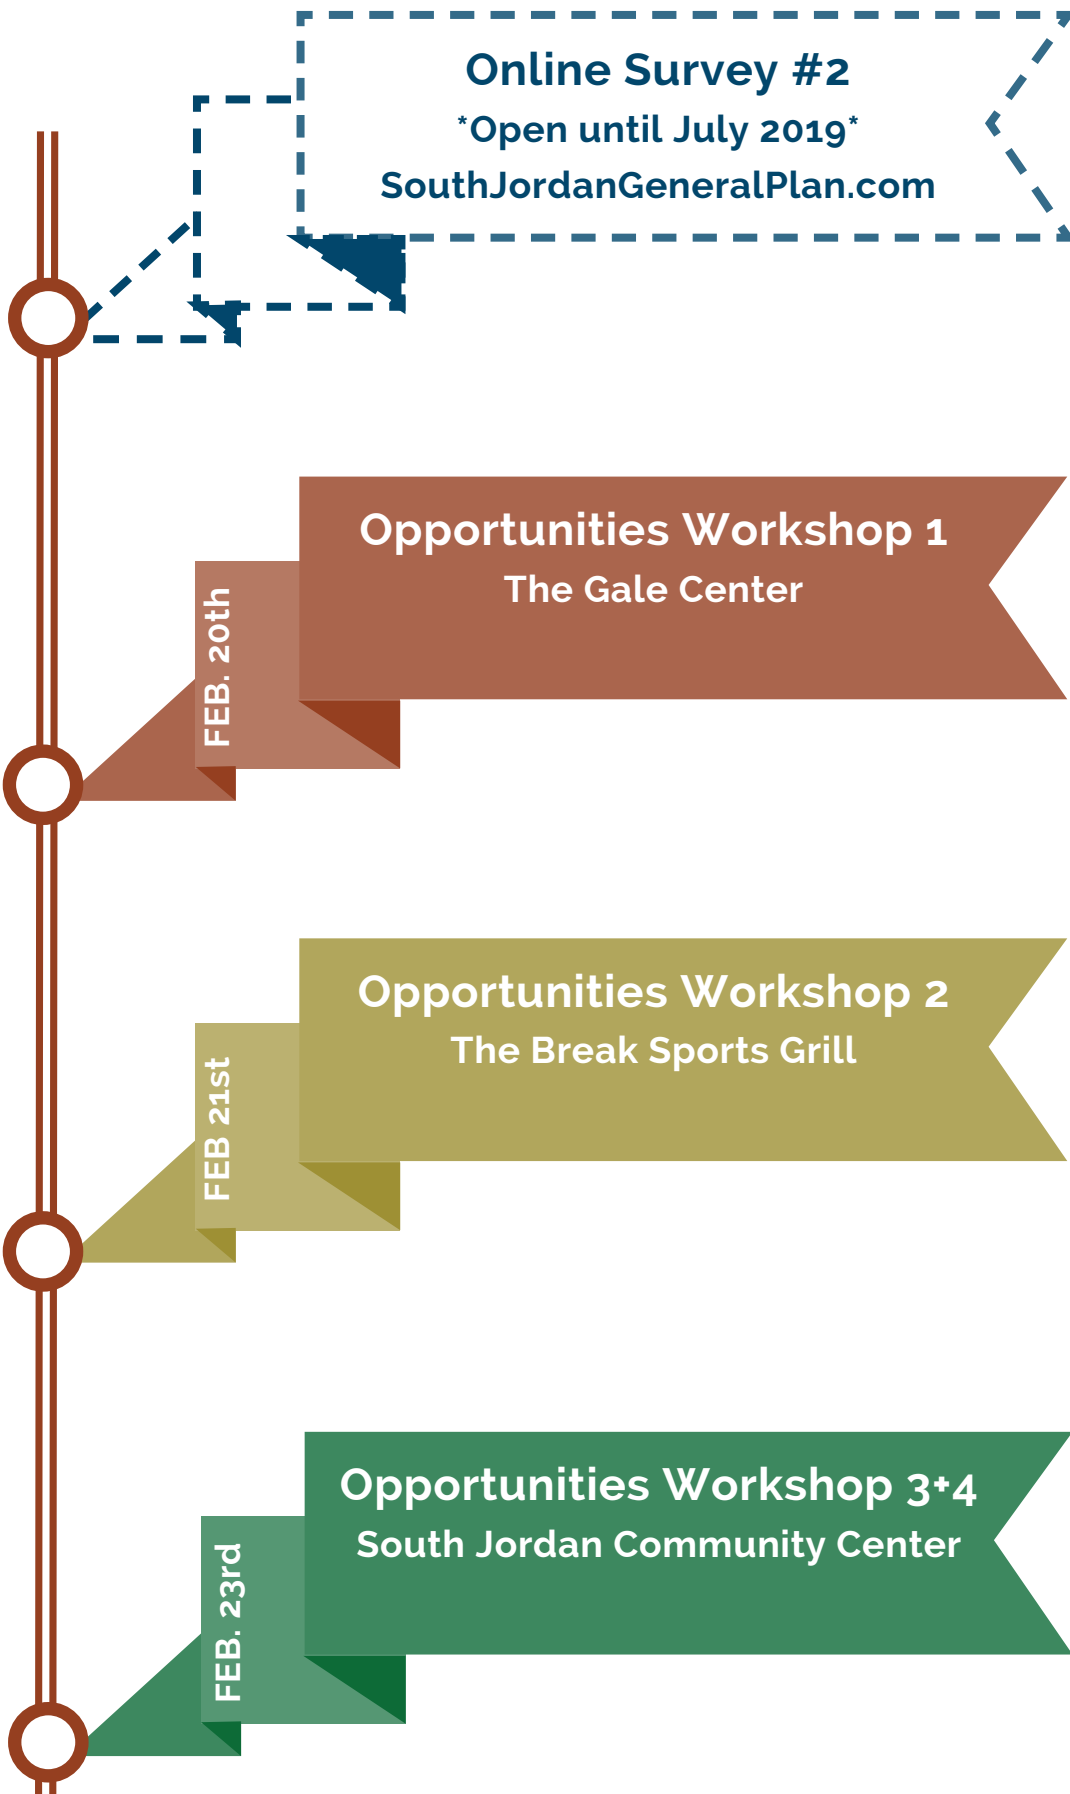 Online Survey #2
*Open until July 2019*
SouthJordanGeneralPlan.com
Opportunities Workshop 1
The Gale Center
FEB. 20th
Opportunities Workshop 2
The Break Sports Grill
FEB 21st
Opportunities Workshop 3+4
South Jordan Community Center
FEB. 23rd